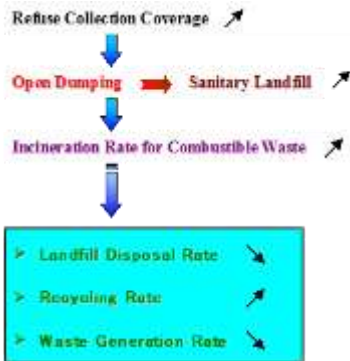 Refuse Collection Coverage
Open Dumping Sanitary Landfill
Incineration Rate for Combustible Waste
Landfill Disposal Rate
Recycling Rate
Waste Generation Rate